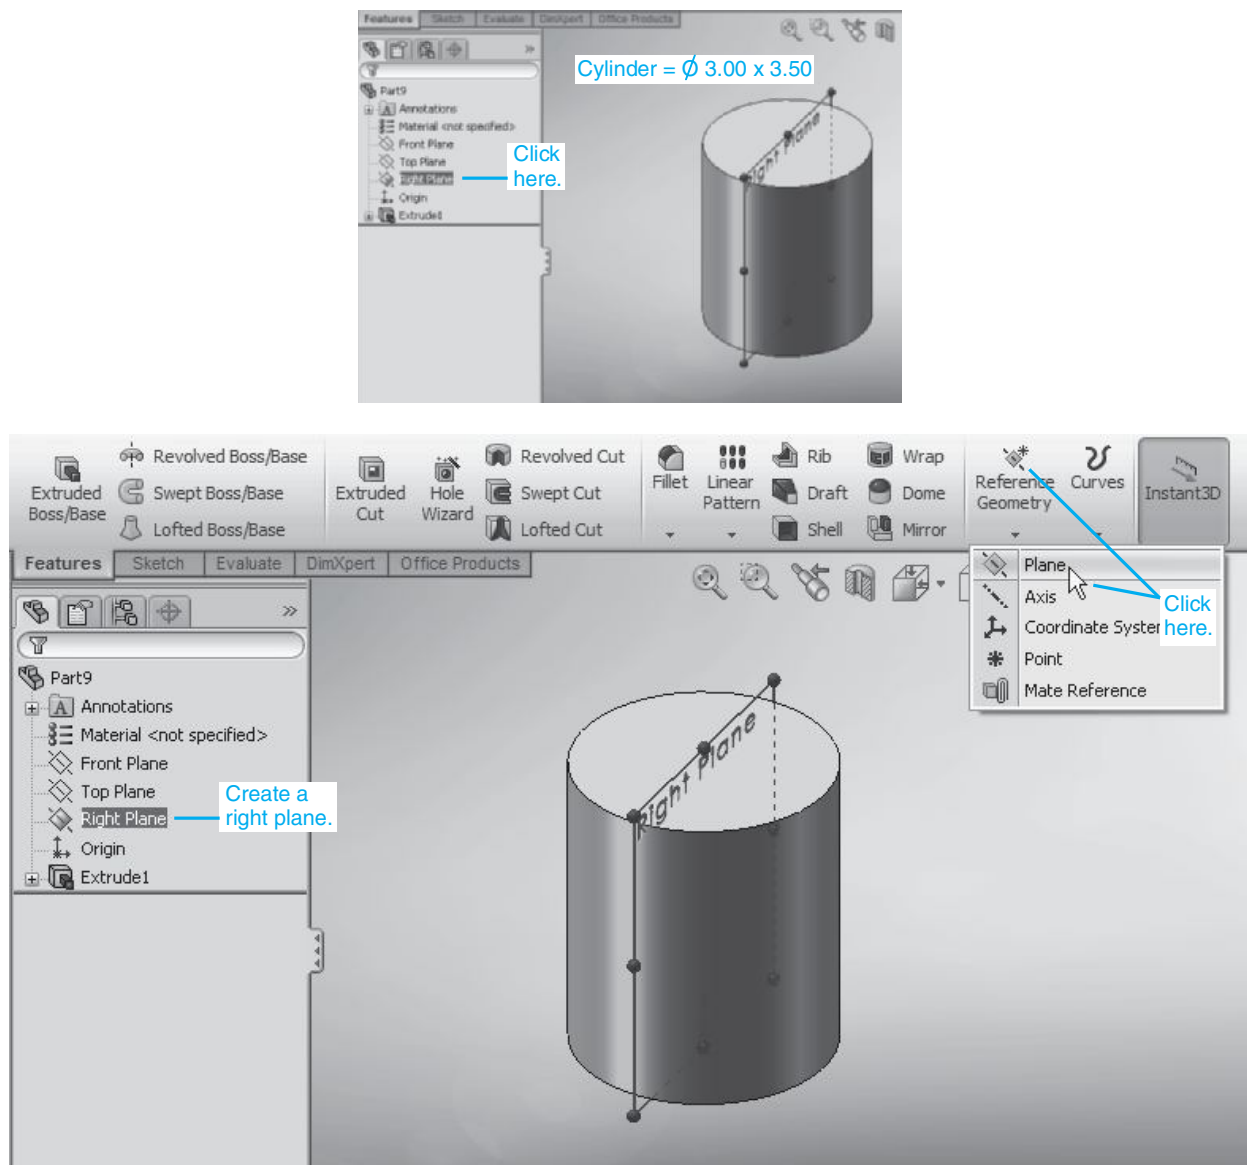 Features Sketch Evaluate DimXpert Office Products
Cylinder = Ø 3.00 x 3.50
Part9
Annotations
Material <not specified>
Front Plane
Top Plane
Right Plane
Origin
Extrude1
Click
here.
Right Plane
Extruded
Boss/Base
Revolved Boss/Base
Swept Boss/Base
Lofted Boss/Base
Extruded
Cut
Hole
Wizard
Revolved Cut
Swept Cut
Lofted Cut
Fillet
Linear
Pattern
Rib
Draft
Shell
Wrap
Dome
Mirror
Reference
Geometry
Curves
Instant3D
Features Sketch Evaluate DimXpert Office Products
Plane
Axis
Coordinate System
Point
Mate Reference
Click
here.
Part9
A Annotations
Material <not specified>
Front Plane
Top Plane
Right Plane
Origin
Extrude1
Create a
right plane.
Right Plane